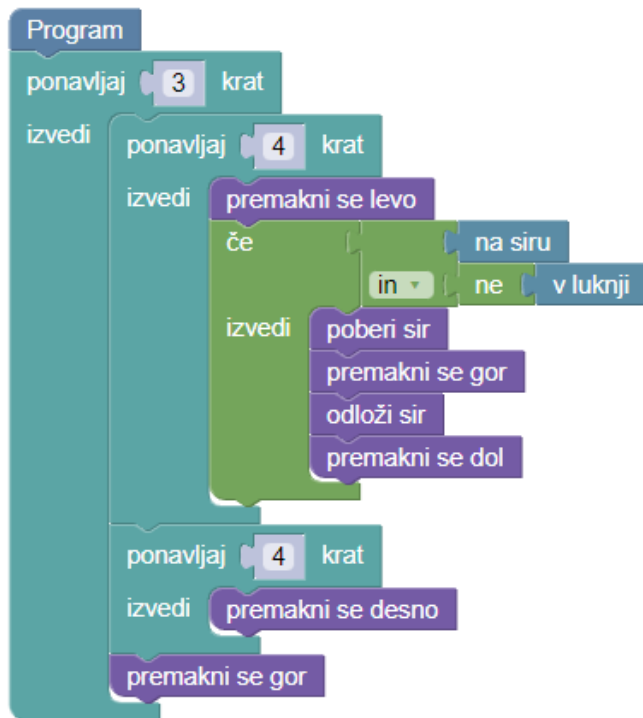 Program
ponavljaj 3 krat
izvedi
ponavljaj 4 krat
izvedi premakni se levo
če na siru
in ne v luknji
izvedi poberi sir
premakni se gor
odloži sir
premakni se dol
ponavljaj 4 krat
izvedi premakni se desno
premakni se gor